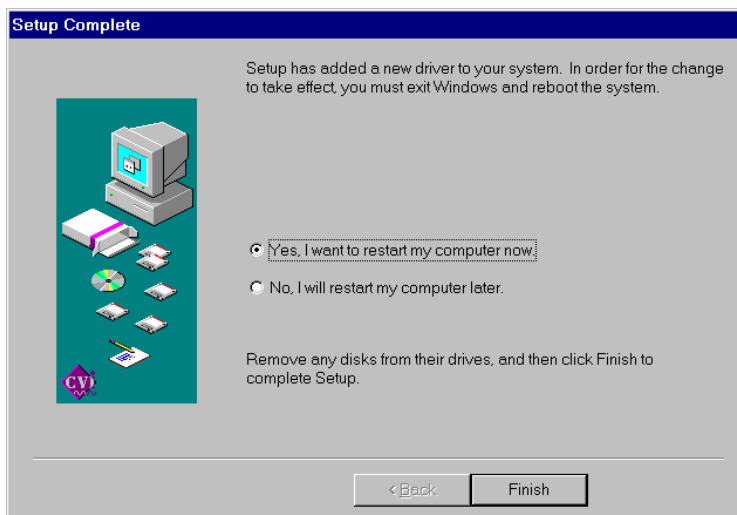 Setup Complete
Setup has added a new driver to your system. In order for the change
to take effect, you must exit Windows and reboot the system.
Yes, I want to restart my computer now.
No, I will restart my computer later.
Remove any disks from their drives, and then click Finish to
complete Setup.
CVI
< Back
Finish